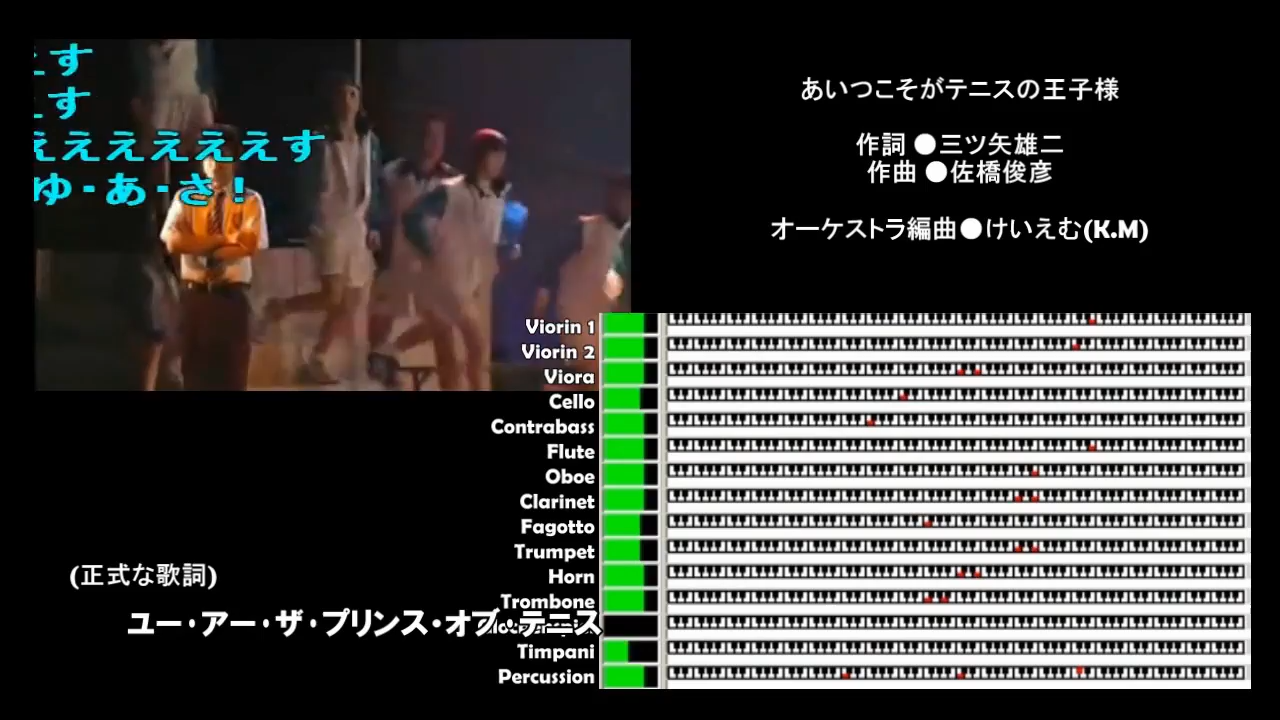 えす
えす
ええええええす
ゆ・あ・さ！
あいつこそがテニスの王子様
作詞 ●三ツ矢雄二
作曲 ●佐橋俊彦
オーケストラ編曲●けいえむ(K.M)
Viorin 1
Viorin 2
Viora
Cello
Contrabass
Flute
Oboe
Clarinet
Fagotto
Trumpet
Horn
Trombone
Timpani
Percussion
(正式な歌詞)
ユー・アー・ザ・プリンス・オブ・テニス